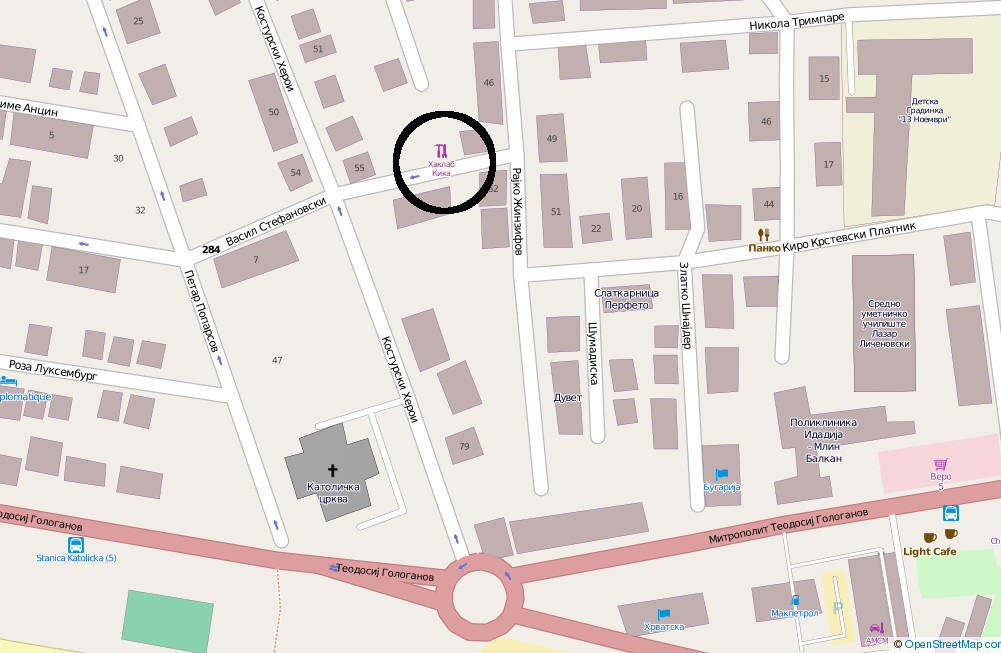 25
Костурски Херои
Никола Тримпаре
51
46
15
Детска
Градинка
"13 Ноември"
име Анцин
5
50
30
49
46
17
54
55
Хаклаб
Кика
52
16
32
Васил Стефановски
Рајко Жинзифов
51
20
22
44
Панко
Киро Крстевски Платник
284
7
17
Петар Попарсов
Златко Шнајдер
Слаткарница
Перфето
Средно
уметничко
училиште
Лазар
Личеновски
Шумадиска
Костурски Херои
47
Роза Луксембург
plomatique
Дувет
79
Поликлиника
Идадија
- Млин
Балкан
Католичка
црква
Бугарија
Веро
5
одосиј Гологанов
Stanica Katolicka (5)
Митрополит Теодосиј Гологанов
Light Cafe
Ch
Теодосиј Гологанов
Хрватска
Макпетрол
P
АМСМ
© OpenStreetMap con